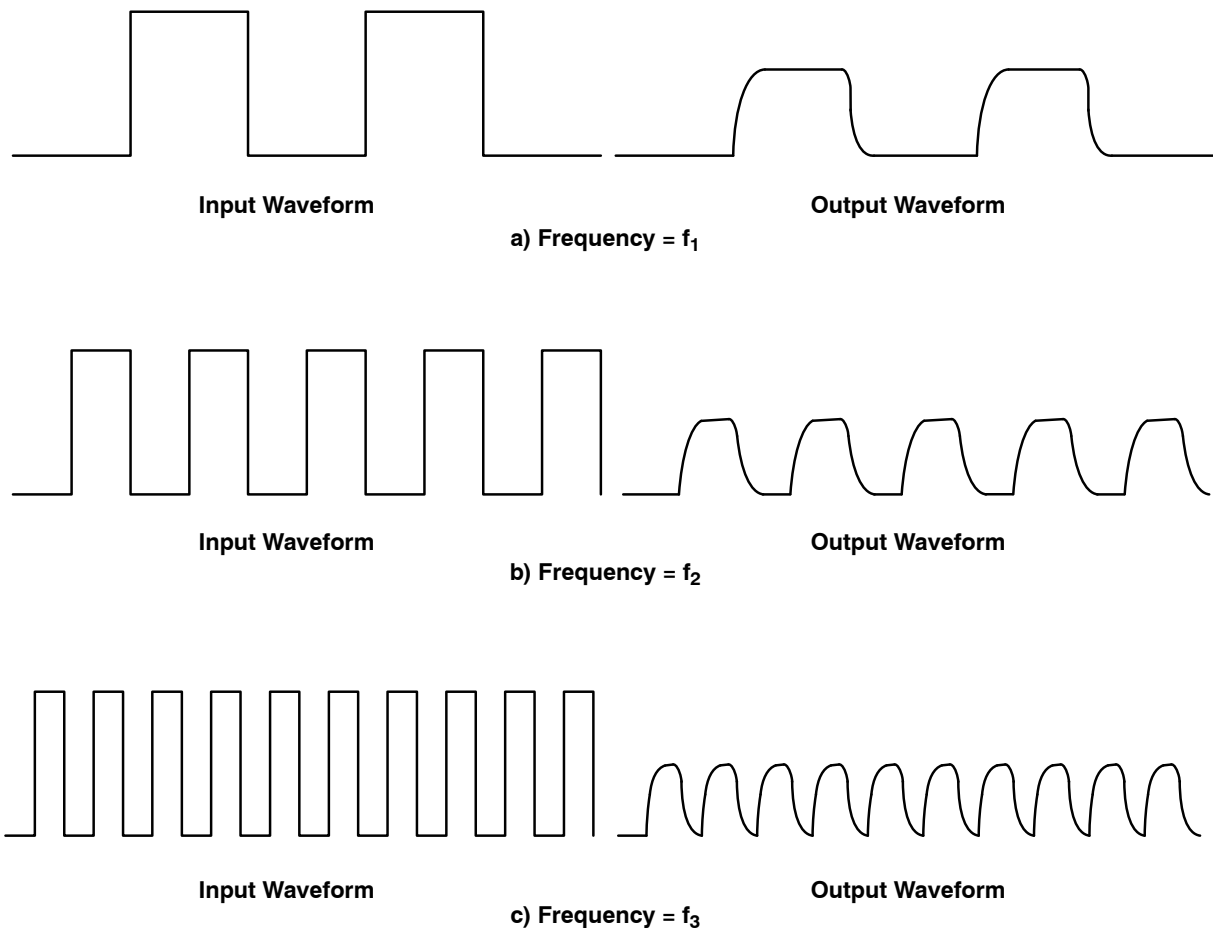 Input Waveform
Output Waveform
a) Frequency = f1
Input Waveform
Output Waveform
b) Frequency = f2
Input Waveform
Output Waveform
c) Frequency = f3